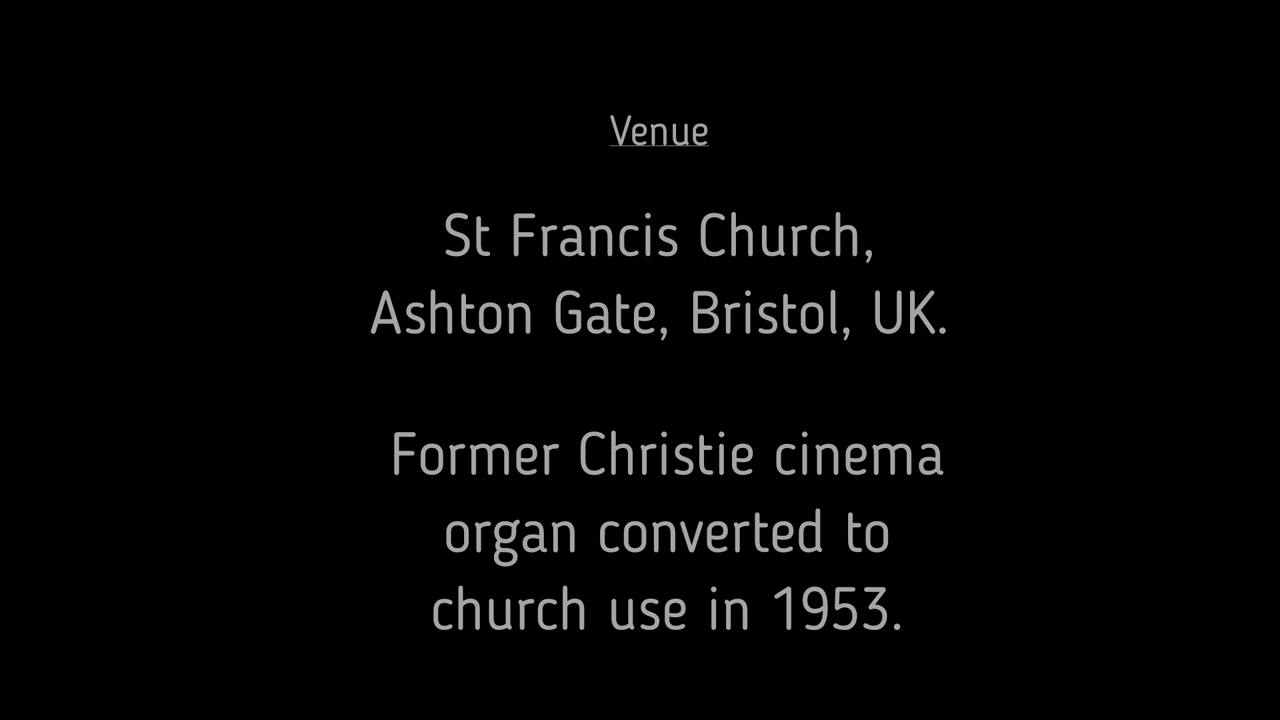 Venue
St Francis Church,
Ashton Gate, Bristol, UK.
Former Christie cinema
organ converted to
church use in 1953.